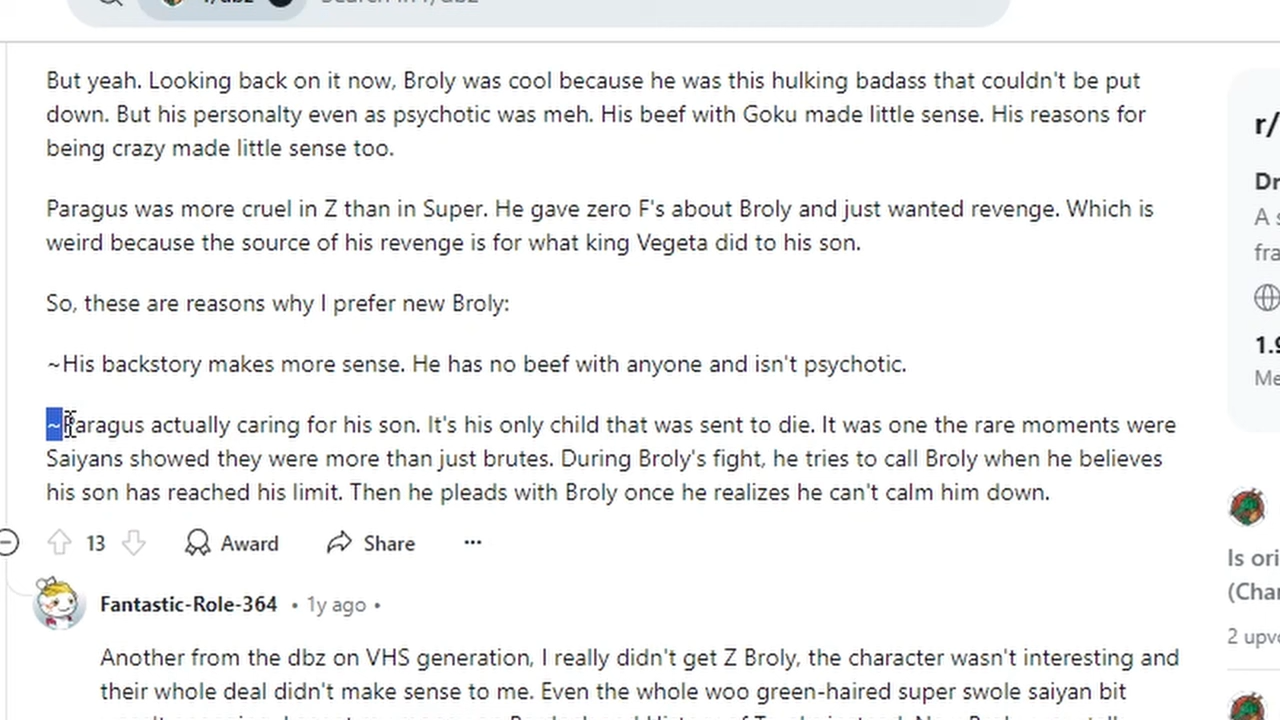 But yeah. Looking back on it now, Broly was cool because he was this hulking badass that couldn't be put
down. But his personalty even as psychotic was meh. His beef with Goku made little sense. His reasons for
being crazy made little sense too.
Paragus was more cruel in Z than in Super. He gave zero F's about Broly and just wanted revenge. Which is
weird because the source of his revenge is for what king Vegeta did to his son.
So, these are reasons why I prefer new Broly:
~His backstory makes more sense. He has no beef with anyone and isn't psychotic.
~Paragus actually caring for his son. It's his only child that was sent to die. It was one the rare moments were
Saiyans showed they were more than just brutes. During Broly's fight, he tries to call Broly when he believes
his son has reached his limit. Then he pleads with Broly once he realizes he can't calm him down.
13 Award Share ...
Fantastic-Role-364 • 1y ago •
Another from the dbz on VHS generation, I really didn't get Z Broly, the character wasn't interesting and
their whole deal didn't make sense to me. Even the whole woo green-haired super swole saiyan bit
r/
Dr
A s
fra
1.9
Me
Is ori
(Char
2 upvo